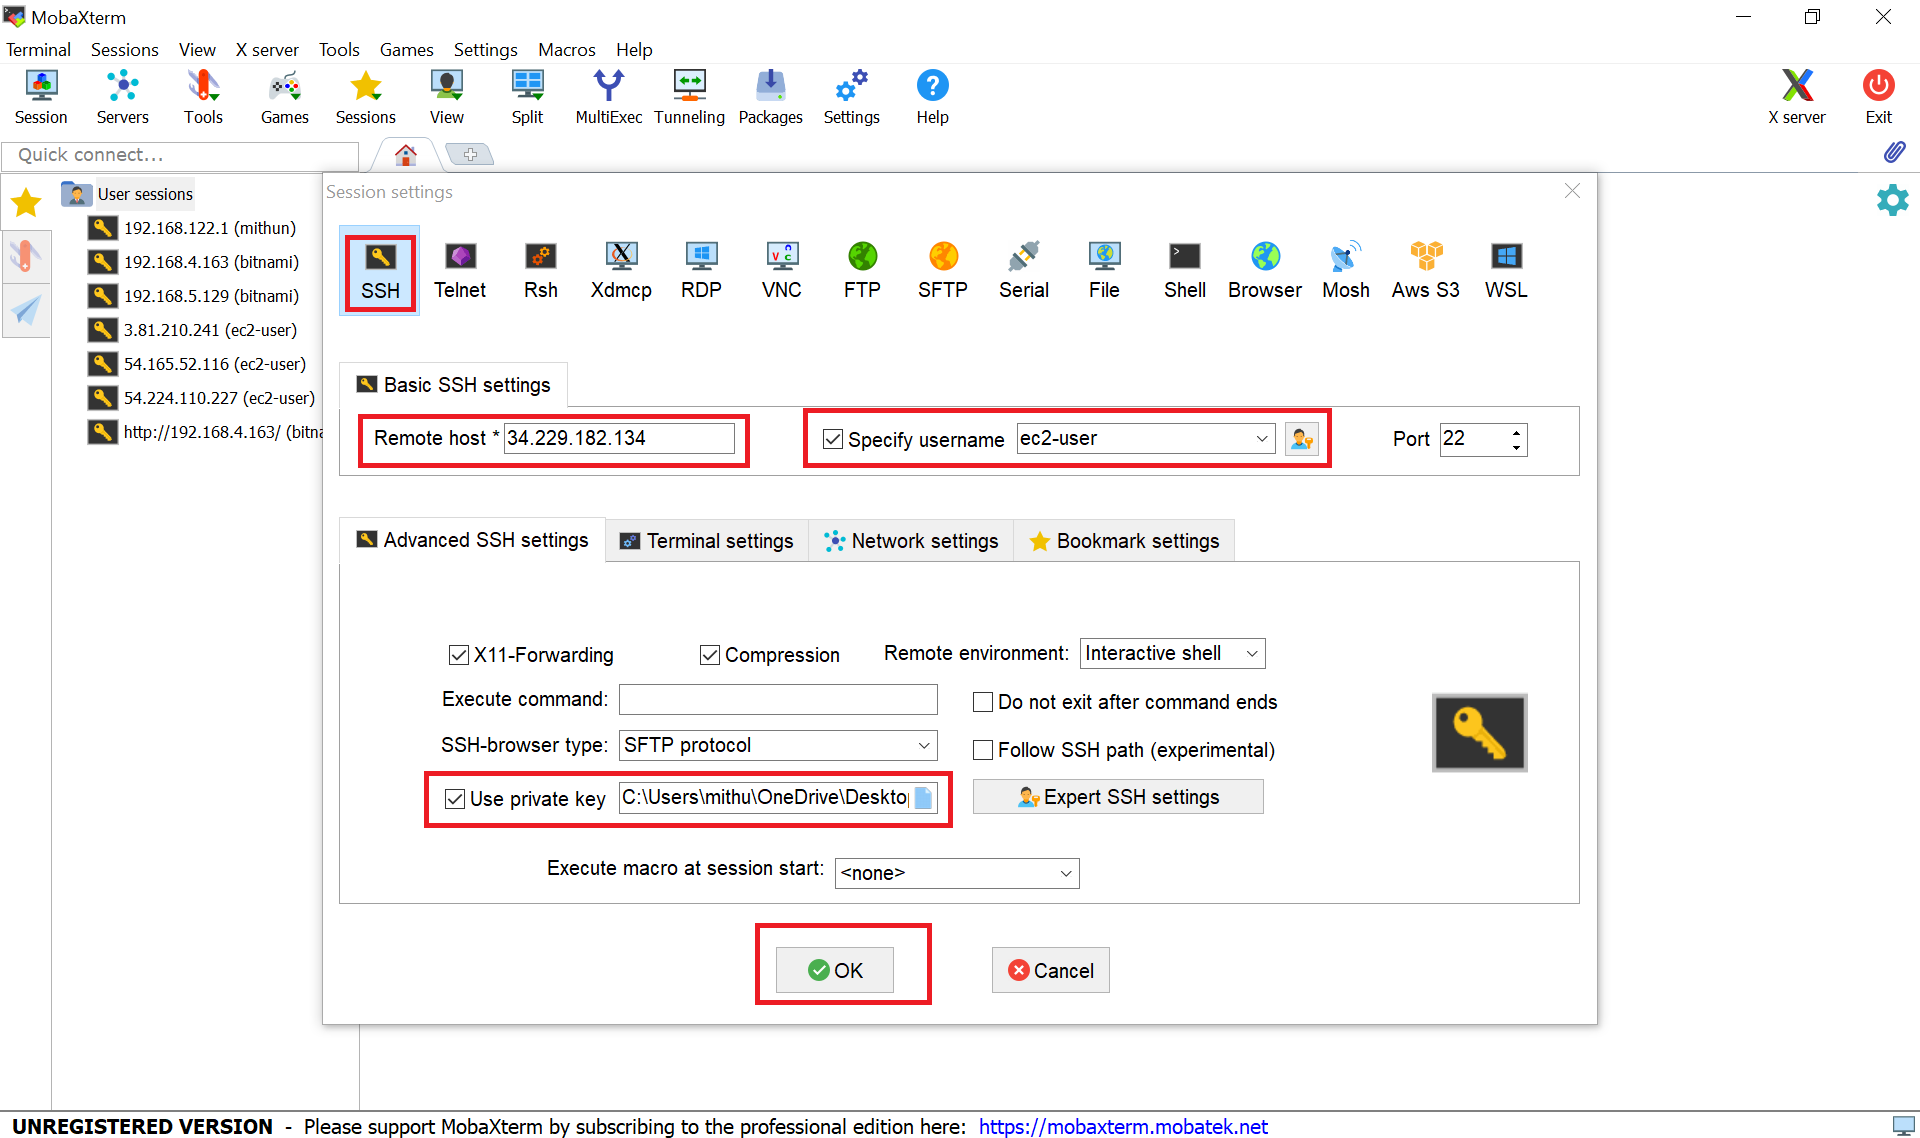 MobaXterm
Terminal Sessions View X server Tools Games Settings Macros Help
Session Servers Tools Games Sessions View Split MultiExec Tunneling Packages Settings Help X server Exit
Quick connect...
User sessions
192.168.122.1 (mithun)
192.168.4.163 (bitnami)
192.168.5.129 (bitnami)
3.81.210.241 (ec2-user)
54.165.52.116 (ec2-user)
54.224.110.227 (ec2-user)
http://192.168.4.163/ (bitna
Session settings
SSH Telnet Rsh Xdmcp RDP VNC FTP SFTP Serial File Shell Browser Mosh Aws S3 WSL
Basic SSH settings
Remote host * 34.229.182.134 Specify username ec2-user Port 22
Advanced SSH settings Terminal settings Network settings Bookmark settings
X11-Forwarding Compression Remote environment: Interactive shell
Execute command: Do not exit after command ends
SSH-browser type: SFTP protocol Follow SSH path (experimental)
Use private key C:\Users\mithu\OneDrive\Deskto Expert SSH settings
Execute macro at session start: <none>
OK Cancel
UNREGISTERED VERSION - Please support MobaXterm by subscribing to the professional edition here: https://mobaxterm.mobatek.net